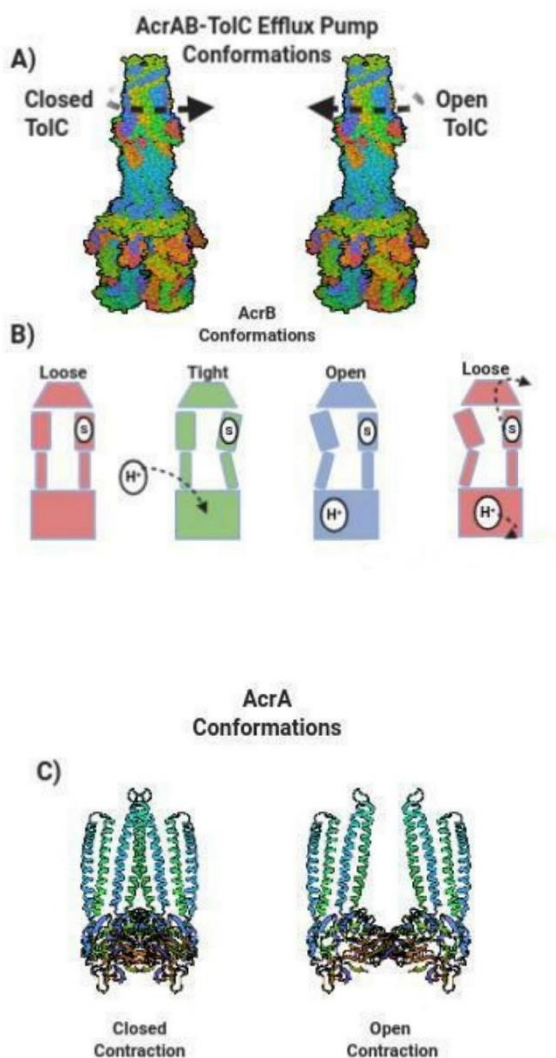 AcrAB-TolC Efflux Pump
Conformations
A)
Closed
TolC
Open
TolC
AcrB
Conformations
B)
Loose
Tight
Open
Loose
S
S
S
S
H⁺
H⁺
H⁺
AcrA
Conformations
C)
Closed
Contraction
Open
Contraction